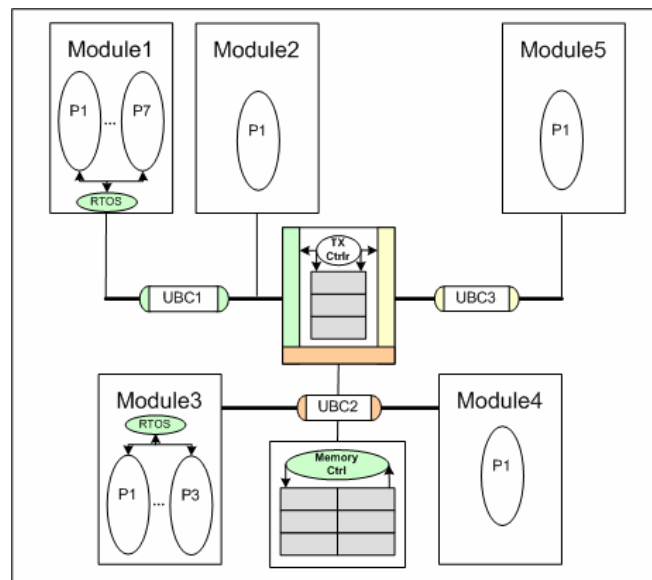 Module1
Module2
Module5
P1
...
P7
P1
P1
RTOS
TX
Ctrlr
UBC1
UBC3
Module3
UBC2
Module4
RTOS
Memory
Ctrl
P1
...
P3
P1